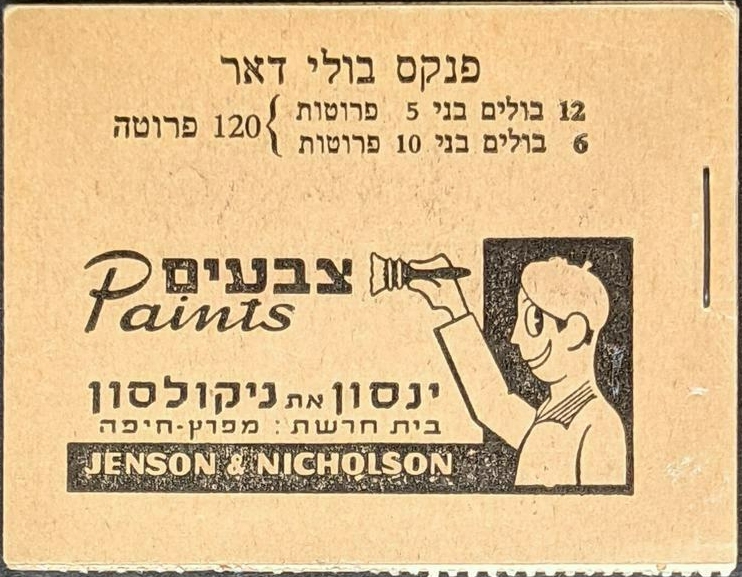 פנקס בולי דאר
12 בולים בני 5 פרוטות
6 בולים בני 10 פרוטות
} 120 פרוטה
צבעים
Paints
ינסון את ניקולסון
בית חרשת: מפרץ-חיפה
JENSON & NICHOLSON